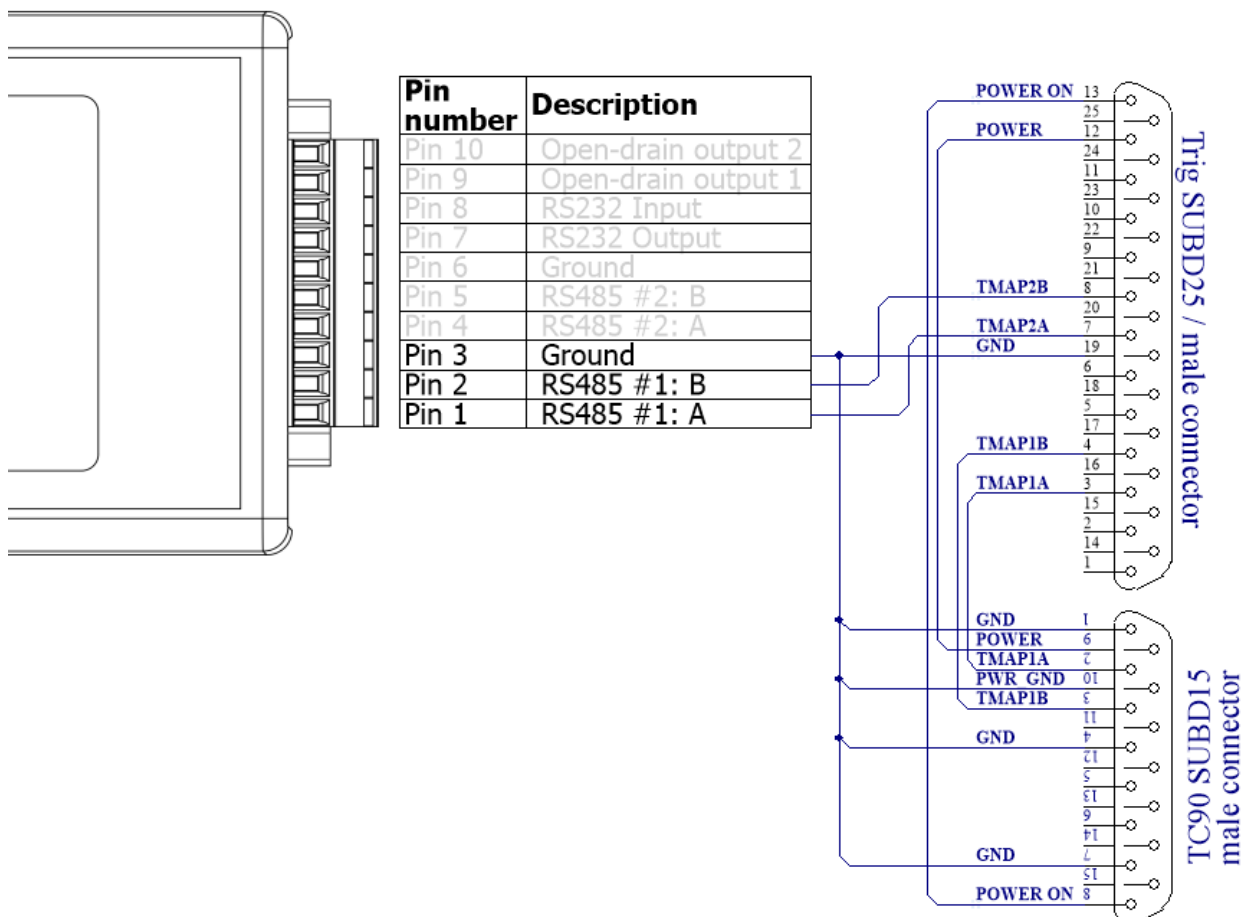 Pin number Description
Pin 10 Open-drain output 2
Pin 9 Open-drain output 1
Pin 8 RS232 Input
Pin 7 RS232 Output
Pin 6 Ground
Pin 5 RS485 #2: B
Pin 4 RS485 #2: A
Pin 3 Ground
Pin 2 RS485 #1: B
Pin 1 RS485 #1: A
POWER ON 13
25
POWER 12
24
11
23
10
22
9
21
TMAP2B 8
20
TMAP2A 7
GND 19
6
18
5
17
TMAP1B 4
16
TMAP1A 3
15
2
14
1
Trig SUBD25 / male connector
GND 1
POWER 9
TMAP1A 2
PWR GND 10
TMAP1B 3
11
GND 4
12
5
13
6
14
GND 7
15
POWER ON 8
TC90 SUBD15
male connector